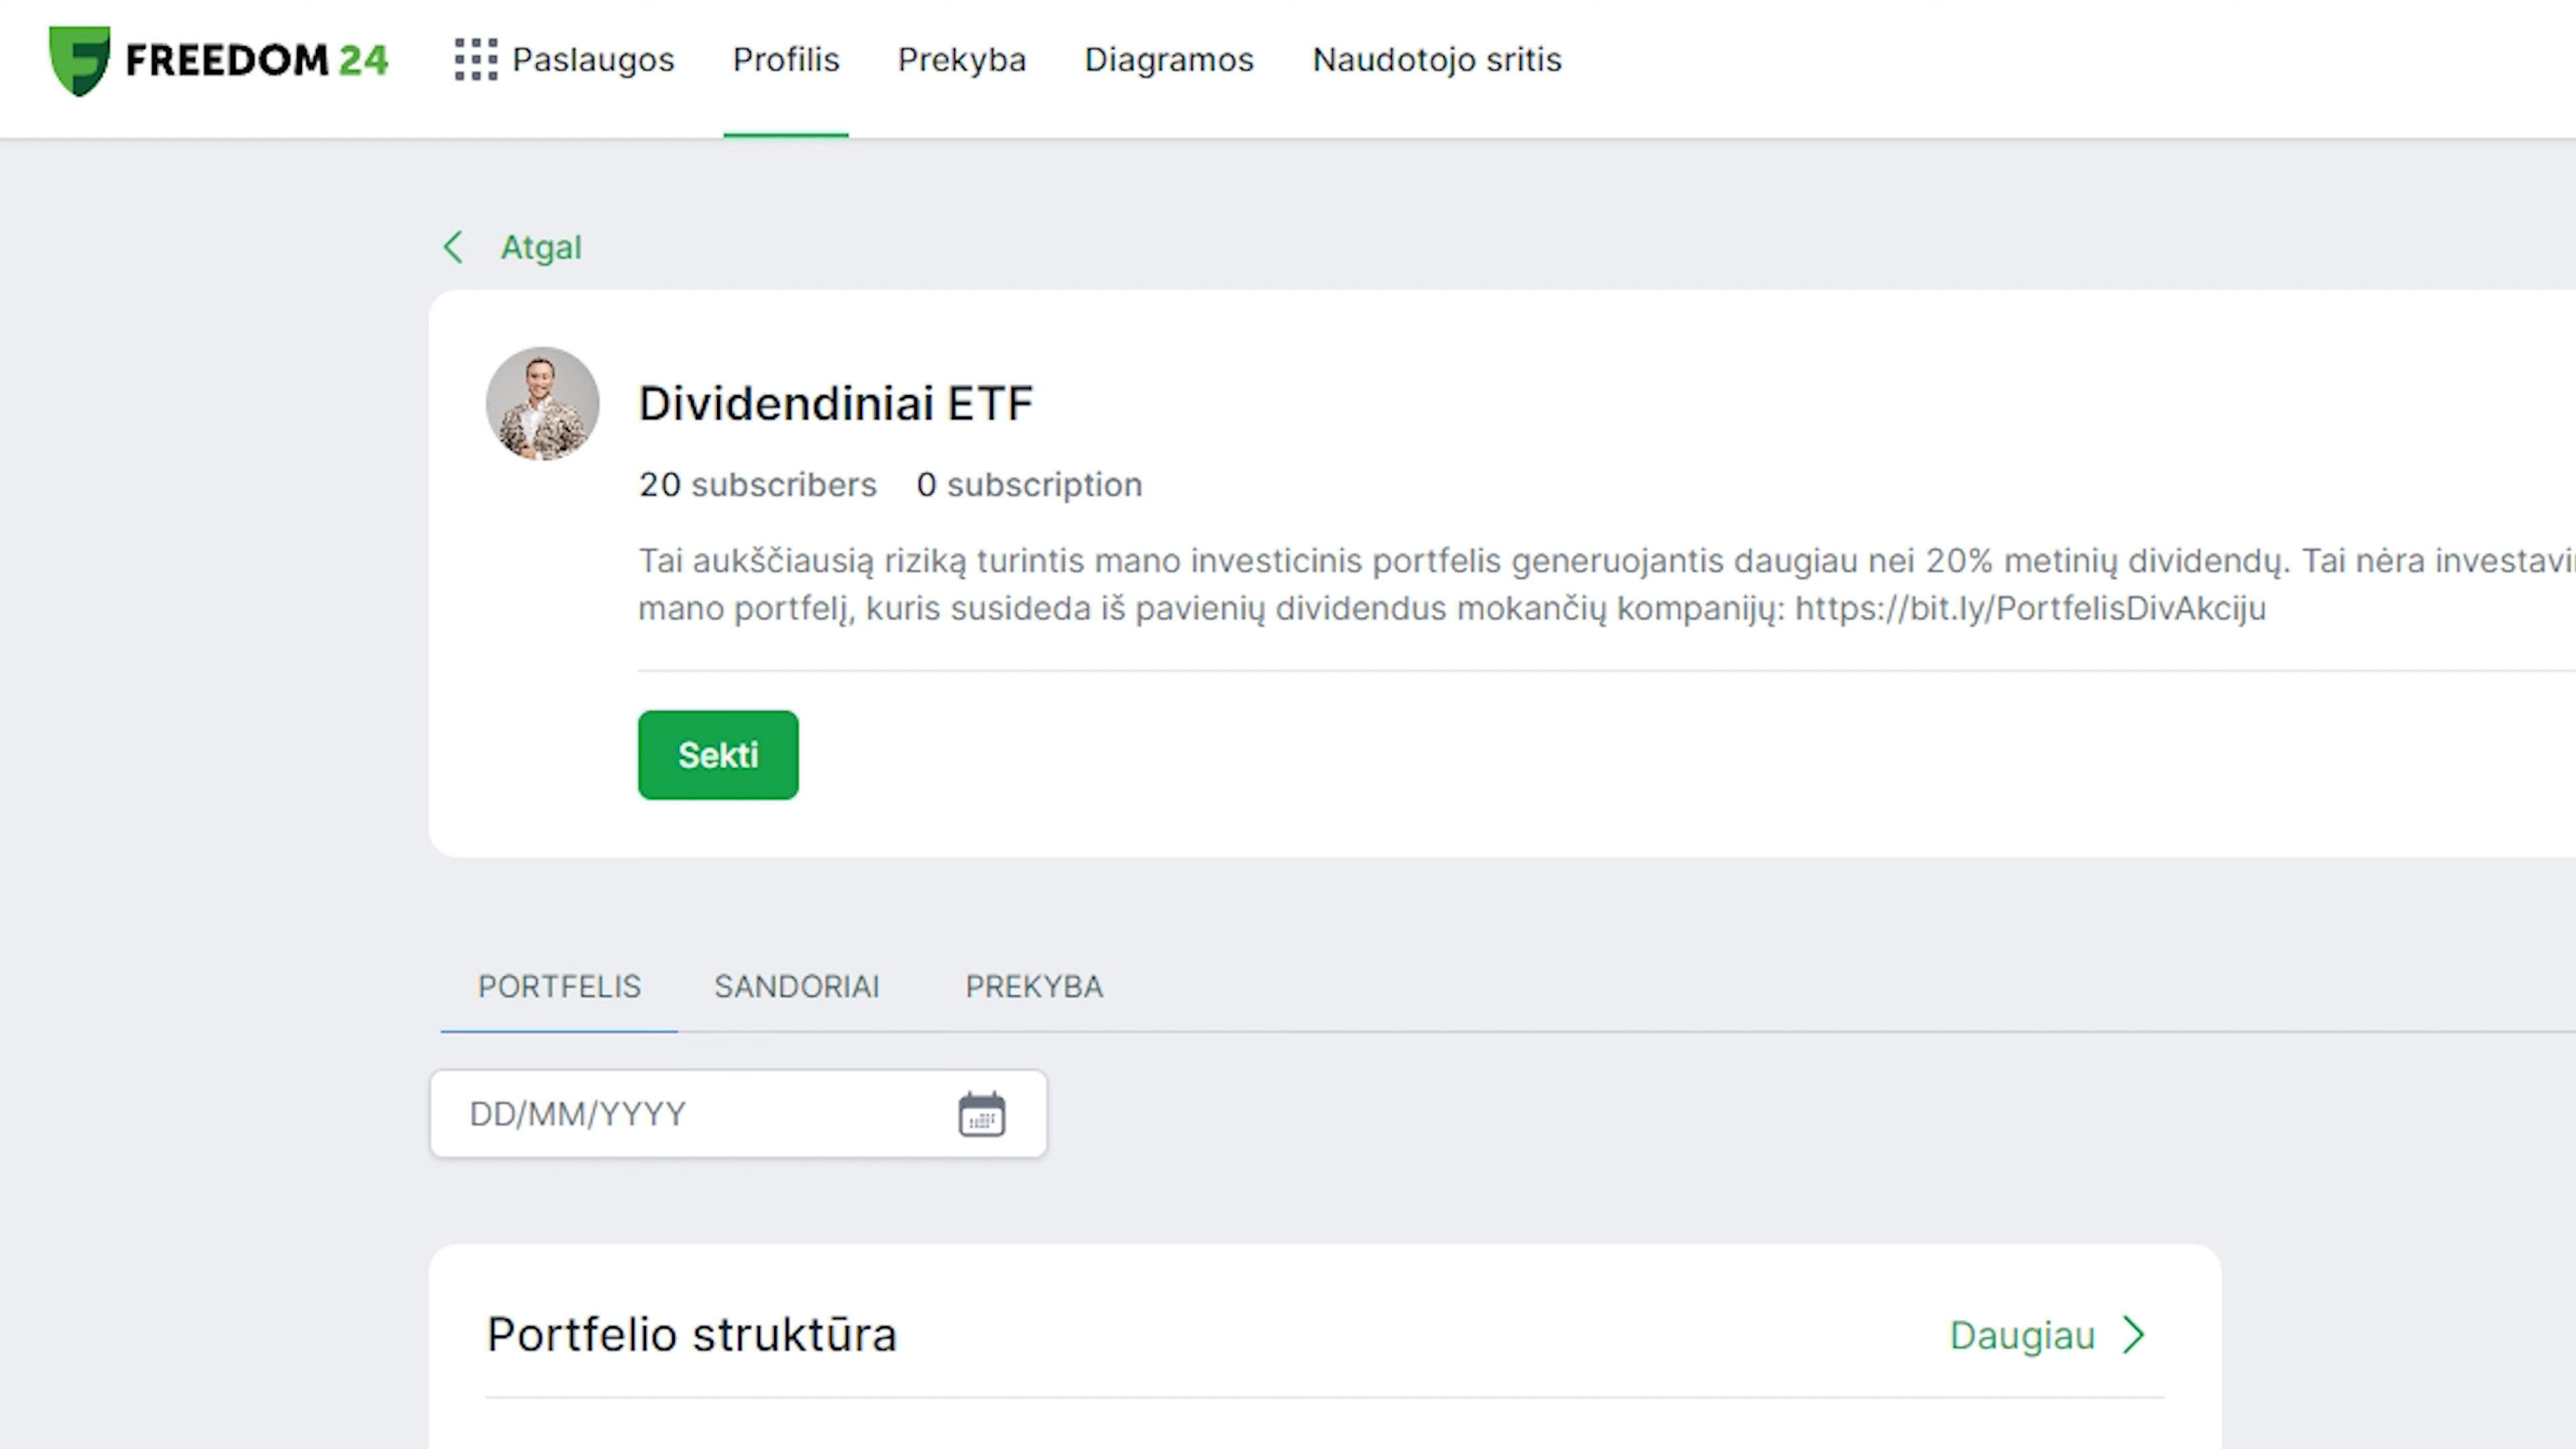 FREEDOM 24 Paslaugos Profilis Prekyba Diagramos Naudotojo sritis
Atgal
Dividendiniai ETF
20 subscribers 0 subscription
Tai aukščiausią riziką turintis mano investicinis portfelis generuojantis daugiau nei 20% metinių dividendų. Tai nėra
mano portfelį, kuris susideda iš pavienių dividendus mokančių kompanijų: https://bit.ly/PortfelisDivAkciju
Sekti
PORTFELIS SANDORIAI PREKYBA
DD/MM/YYYY
Portfelio struktūra Daugiau